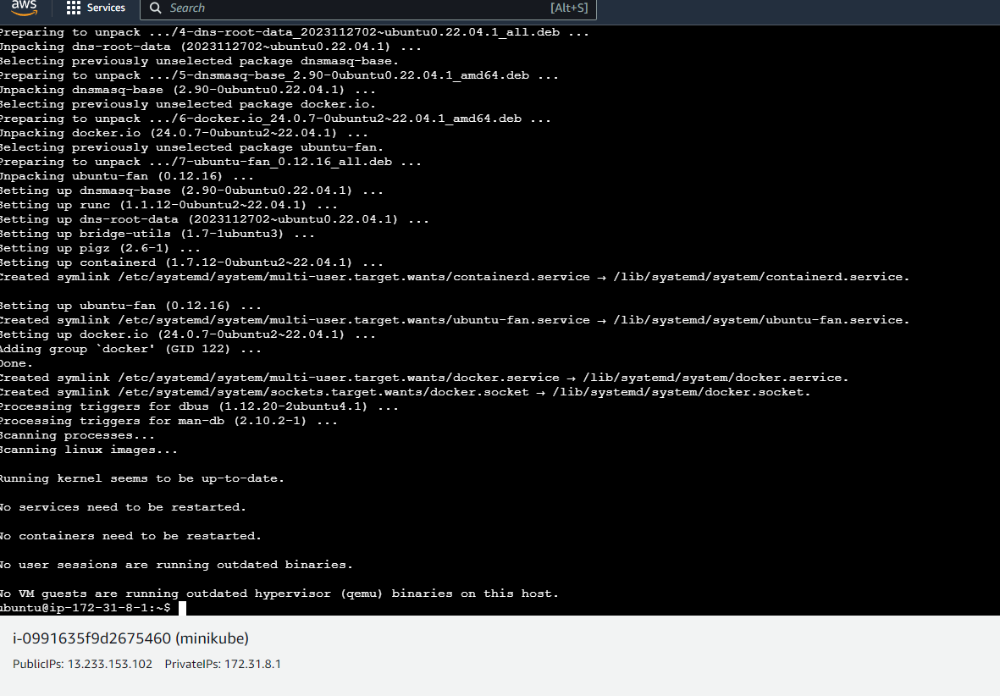 aws
Services
Search
[Alt+S]
Preparing to unpack .../4-dns-root-data_2023112702~ubuntu0.22.04.1_all.deb ...
Unpacking dns-root-data (2023112702~ubuntu0.22.04.1) ...
Selecting previously unselected package dnsmasq-base.
Preparing to unpack .../5-dnsmasq-base_2.90-0ubuntu0.22.04.1_amd64.deb ...
Unpacking dnsmasq-base (2.90-0ubuntu0.22.04.1) ...
Selecting previously unselected package docker.io.
Preparing to unpack .../6-docker.io_24.0.7-0ubuntu2~22.04.1_amd64.deb ...
Unpacking docker.io (24.0.7-0ubuntu2~22.04.1) ...
Selecting previously unselected package ubuntu-fan.
Preparing to unpack .../7-ubuntu-fan_0.12.16_all.deb ...
Unpacking ubuntu-fan (0.12.16) ...
Setting up dnsmasq-base (2.90-0ubuntu0.22.04.1) ...
Setting up runc (1.1.12-0ubuntu2~22.04.1) ...
Setting up dns-root-data (2023112702~ubuntu0.22.04.1) ...
Setting up bridge-utils (1.7-1ubuntu3) ...
Setting up pigz (2.6-1) ...
Setting up containerd (1.7.12-0ubuntu2~22.04.1) ...
Created symlink /etc/systemd/system/multi-user.target.wants/containerd.service → /lib/systemd/system/containerd.service.
Setting up ubuntu-fan (0.12.16) ...
Created symlink /etc/systemd/system/multi-user.target.wants/ubuntu-fan.service → /lib/systemd/system/ubuntu-fan.service.
Setting up docker.io (24.0.7-0ubuntu2~22.04.1) ...
Adding group `docker' (GID 122) ...
Done.
Created symlink /etc/systemd/system/multi-user.target.wants/docker.service → /lib/systemd/system/docker.service.
Created symlink /etc/systemd/system/sockets.target.wants/docker.socket → /lib/systemd/system/docker.socket.
Processing triggers for dbus (1.12.20-2ubuntu4.1) ...
Processing triggers for man-db (2.10.2-1) ...
Scanning processes...
Scanning linux images...
Running kernel seems to be up-to-date.
No services need to be restarted.
No containers need to be restarted.
No user sessions are running outdated binaries.
No VM guests are running outdated hypervisor (qemu) binaries on this host.
ubuntu@ip-172-31-8-1:~$
i-0991635f9d2675460 (minikube)
PublicIPs: 13.233.153.102 PrivateIPs: 172.31.8.1